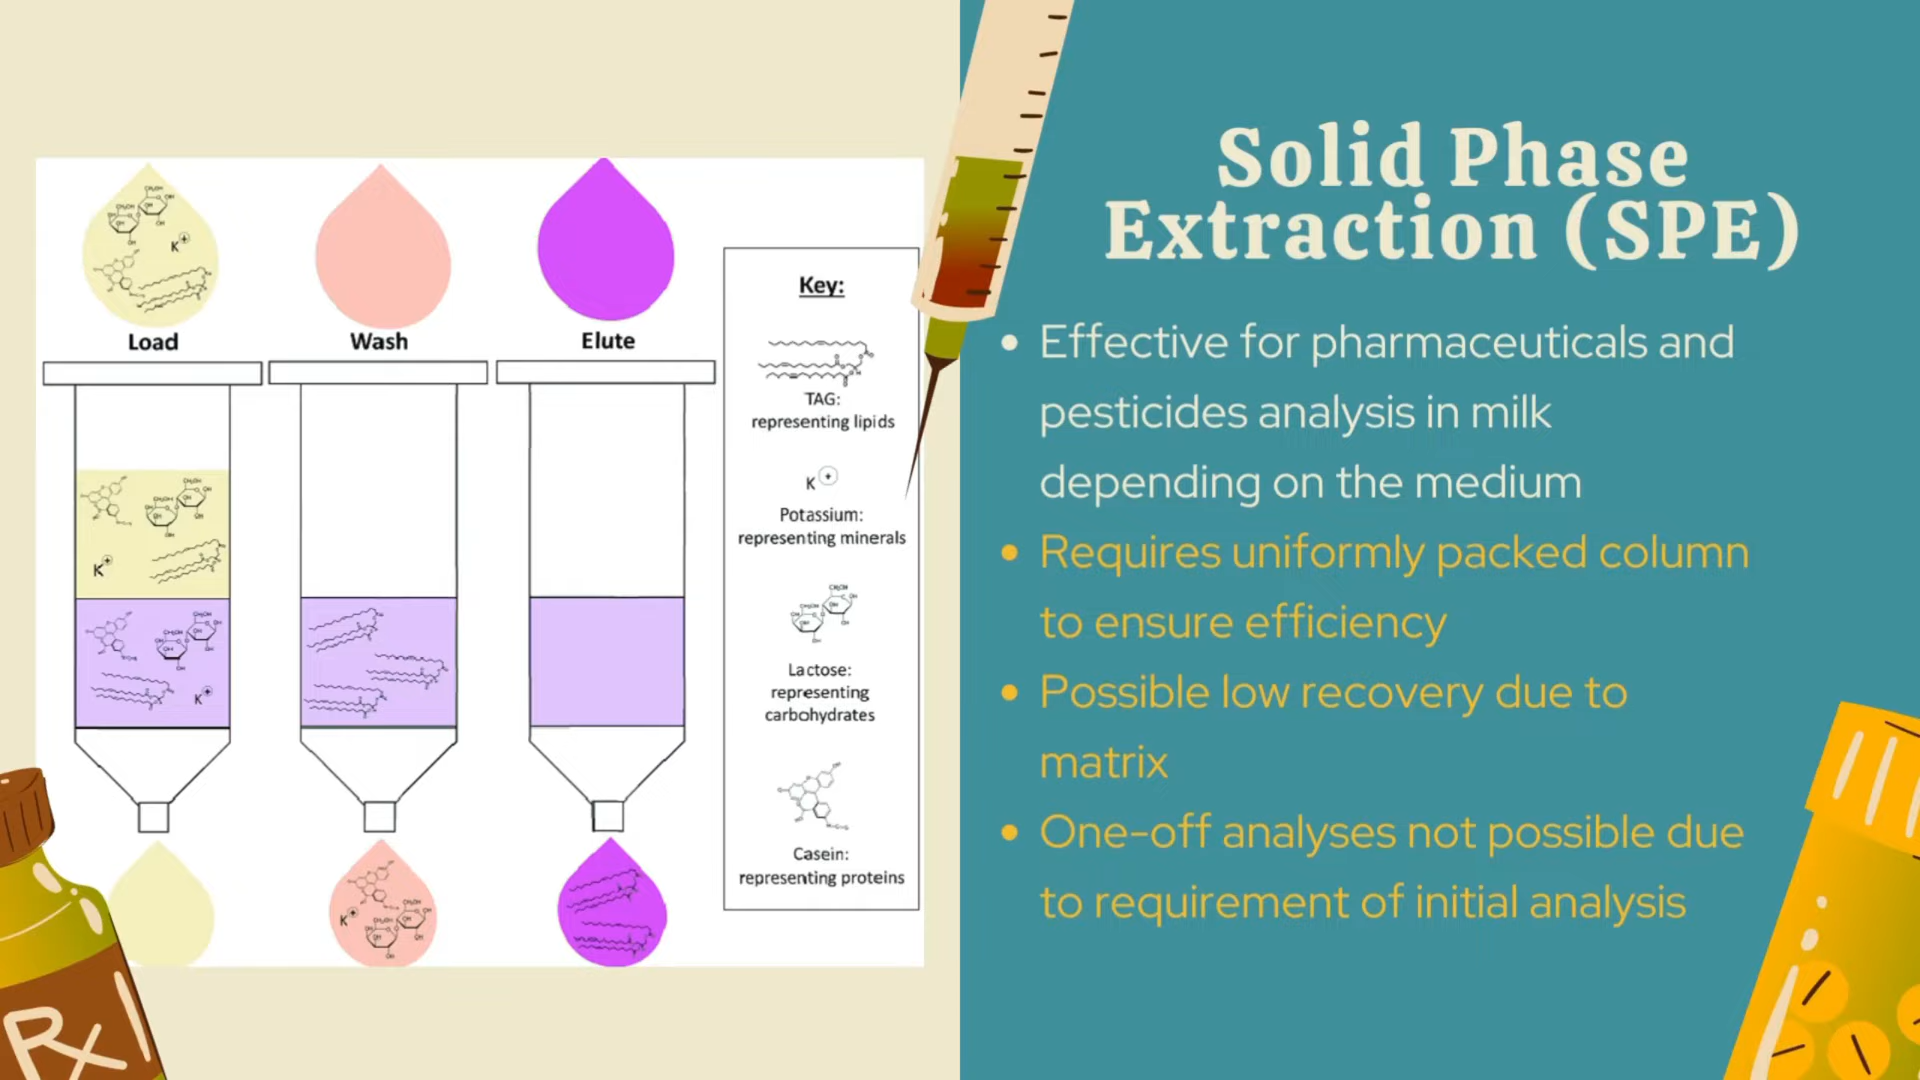 Solid Phase
Extraction (SPE)
Load
Wash
Elute
Key:
TAG:
representing lipids
K +
Potassium:
representing minerals
Lactose:
representing
carbohydrates
Casein:
representing proteins
• Effective for pharmaceuticals and
pesticides analysis in milk
depending on the medium
• Requires uniformly packed column
to ensure efficiency
• Possible low recovery due to
matrix
• One-off analyses not possible due
to requirement of initial analysis
K +
K +
K +
K +
Rx